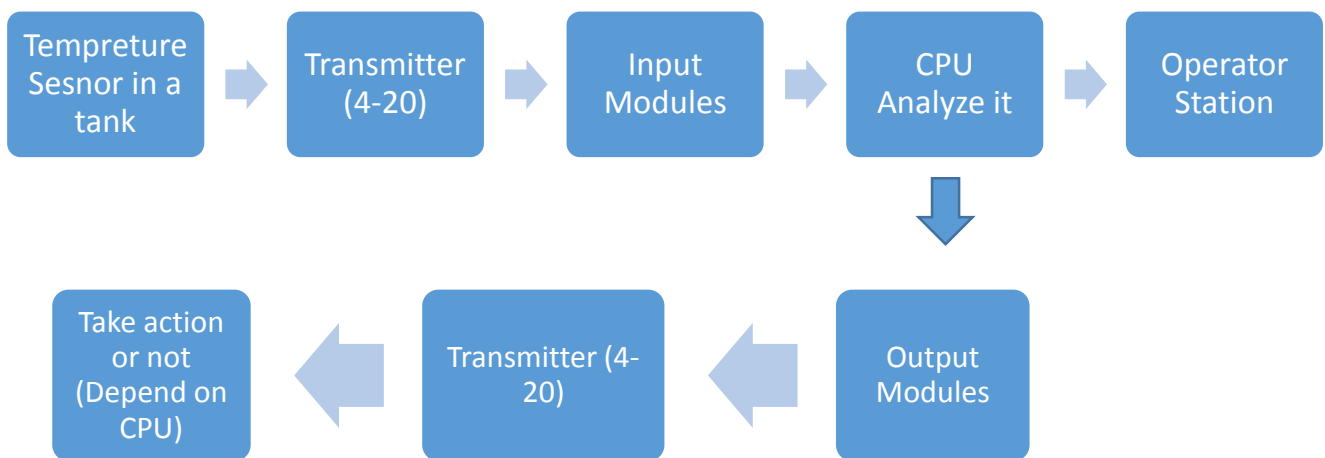 Tempreture
Sesnor in a
tank
Transmitter
(4-20)
Input
Modules
CPU
Analyze it
Operator
Station
Take action
or not
(Depend on
CPU)
Transmitter (4-
20)
Output
Modules